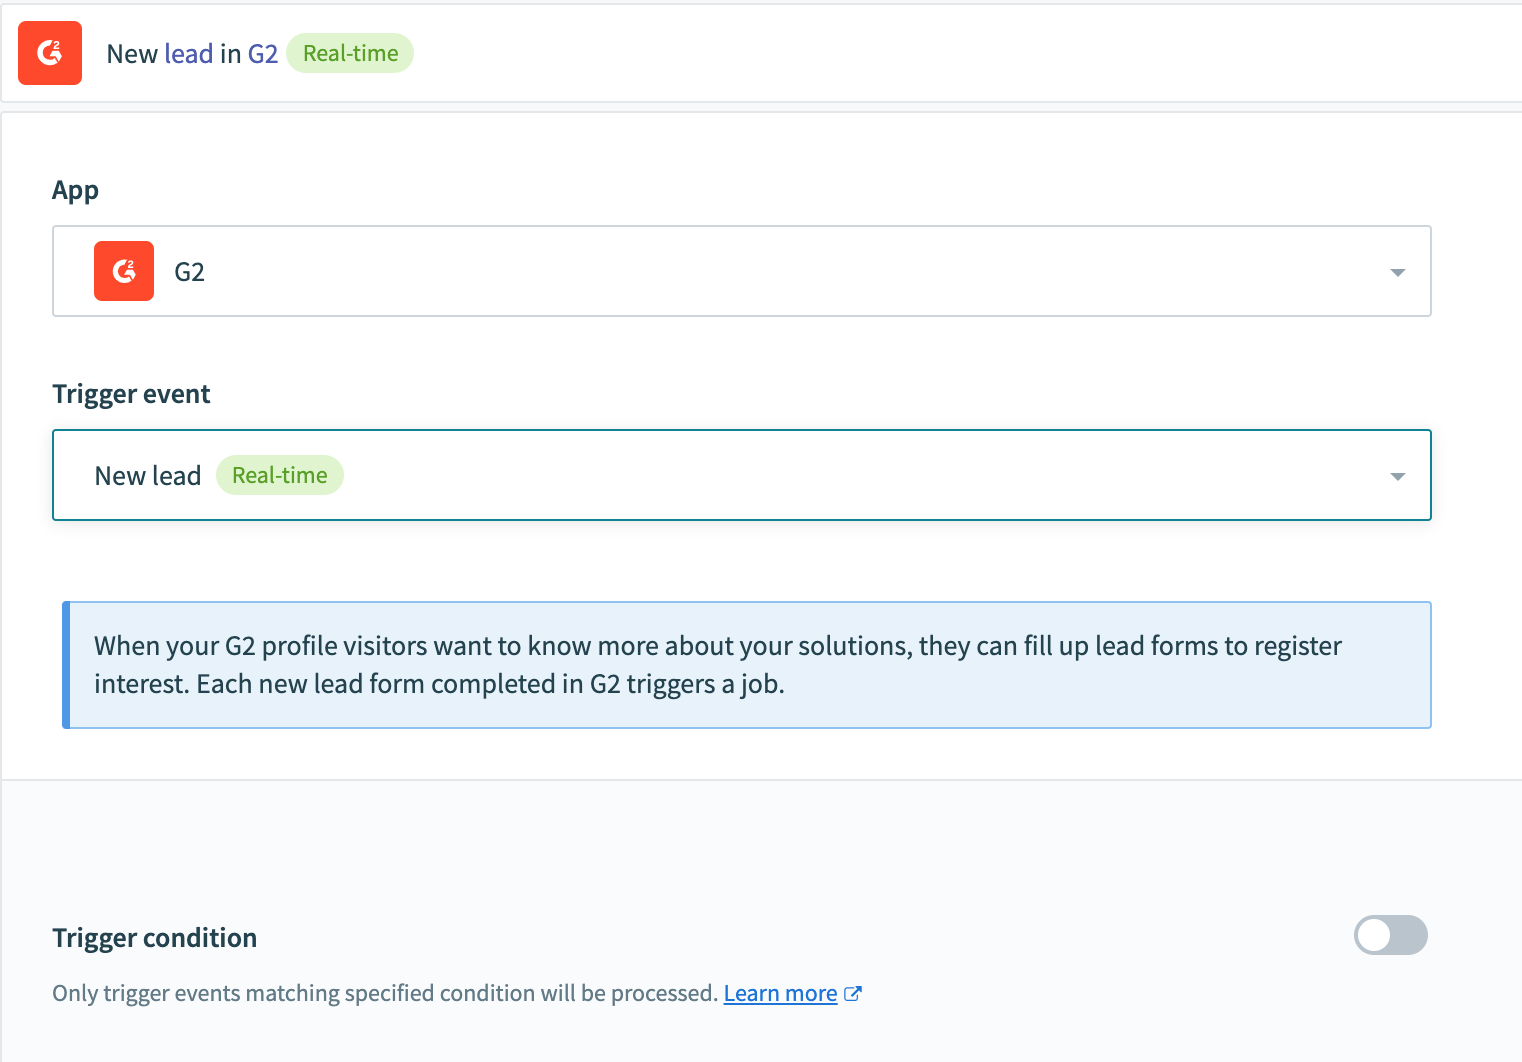 New lead in G2 Real-time
App
G2
Trigger event
New lead Real-time
When your G2 profile visitors want to know more about your solutions, they can fill up lead forms to register
interest. Each new lead form completed in G2 triggers a job.
Trigger condition
Only trigger events matching specified condition will be processed. Learn more